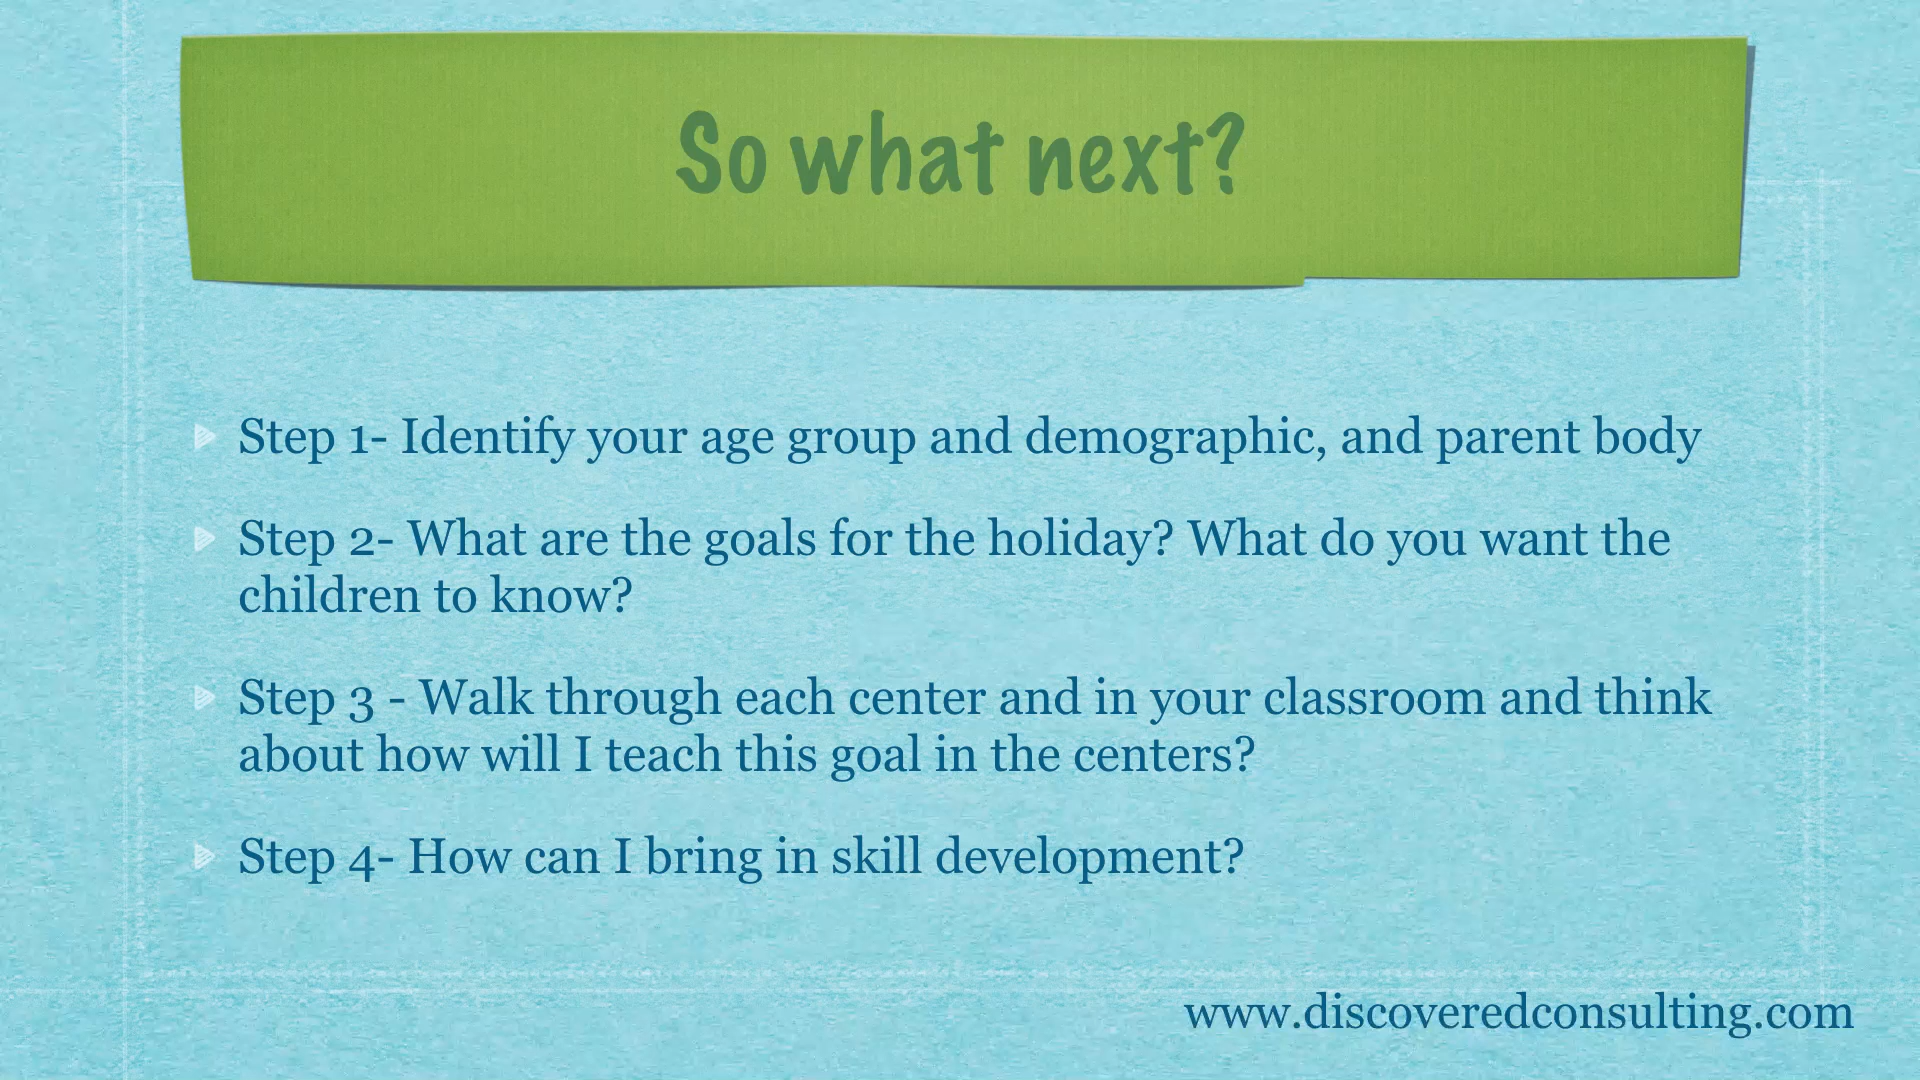 So what next?
Step 1- Identify your age group and demographic, and parent body
Step 2- What are the goals for the holiday? What do you want the
children to know?
Step 3 - Walk through each center and in your classroom and think
about how will I teach this goal in the centers?
Step 4- How can I bring in skill development?
www.discoveredconsulting.com